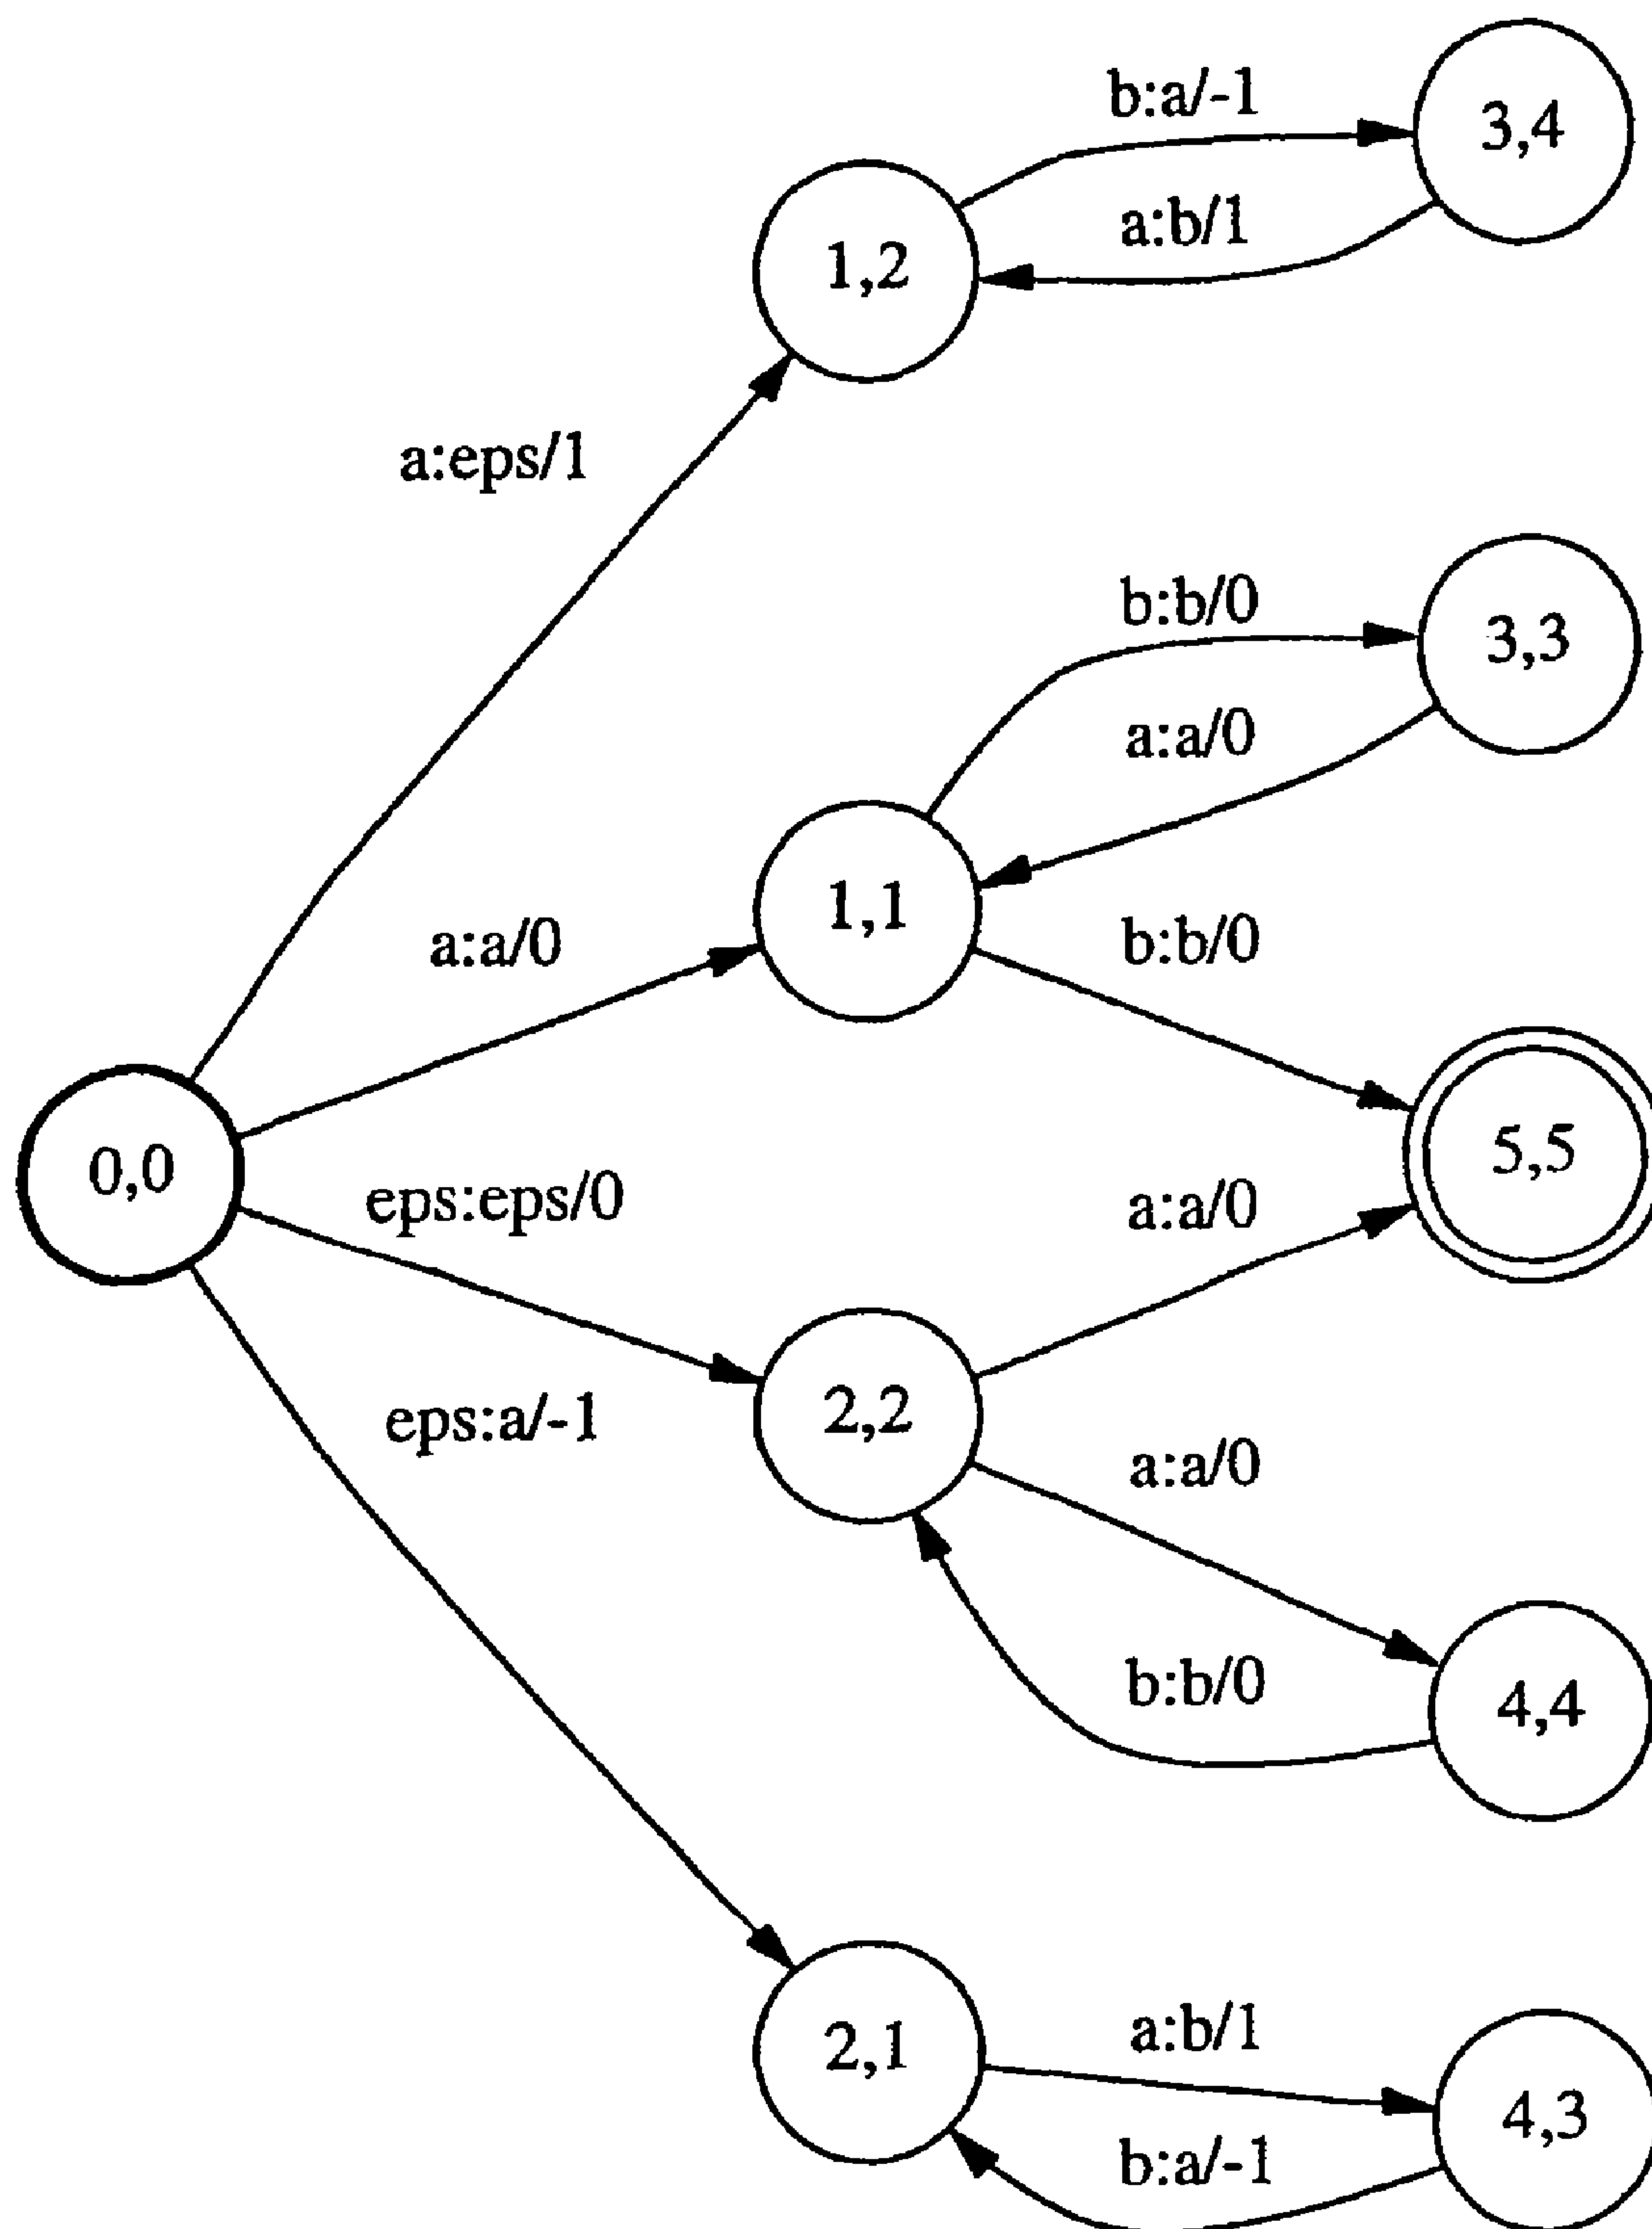 b:a/-1
3,4
a:b/1
1,2
a:eps/1
b:b/0
3,3
a:a/0
1,1
a:a/0
b:b/0
0,0
5,5
eps:eps/0
a:a/0
2,2
eps:a/-1
a:a/0
b:b/0
4,4
a:b/1
2,1
4,3
b:a/-1